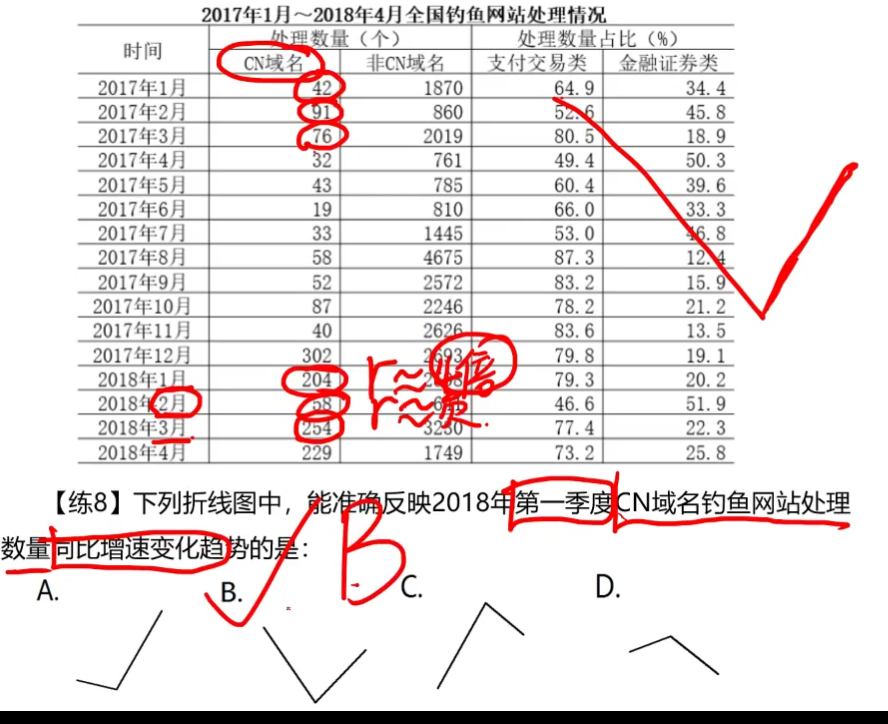 2017年1月～2018年4月全国钓鱼网站处理情况
时间 处理数量（个） 处理数量占比（%）
CN域名 非CN域名 支付交易类 金融证券类
2017年1月 42 1870 64.9 34.4
2017年2月 91 860 52.6 45.8
2017年3月 76 2019 80.5 18.9
2017年4月 32 761 49.4 50.3
2017年5月 43 785 60.4 39.6
2017年6月 19 810 66.0 33.3
2017年7月 33 1445 53.0 46.8
2017年8月 58 4675 87.3 12.4
2017年9月 52 2572 83.2 15.9
2017年10月 87 2246 78.2 21.2
2017年11月 40 2626 83.6 13.5
2017年12月 302 79.8 19.1
2018年1月 204 r≈4倍 79.3 20.2
2018年2月 58 r≈负. 46.6 51.9
2018年3月 254 3230 77.4 22.3
2018年4月 229 1749 73.2 25.8
【练8】下列折线图中，能准确反映2018年第一季度CN域名钓鱼网站处理
数量同比增速变化趋势的是：
B
A. B. C. D.